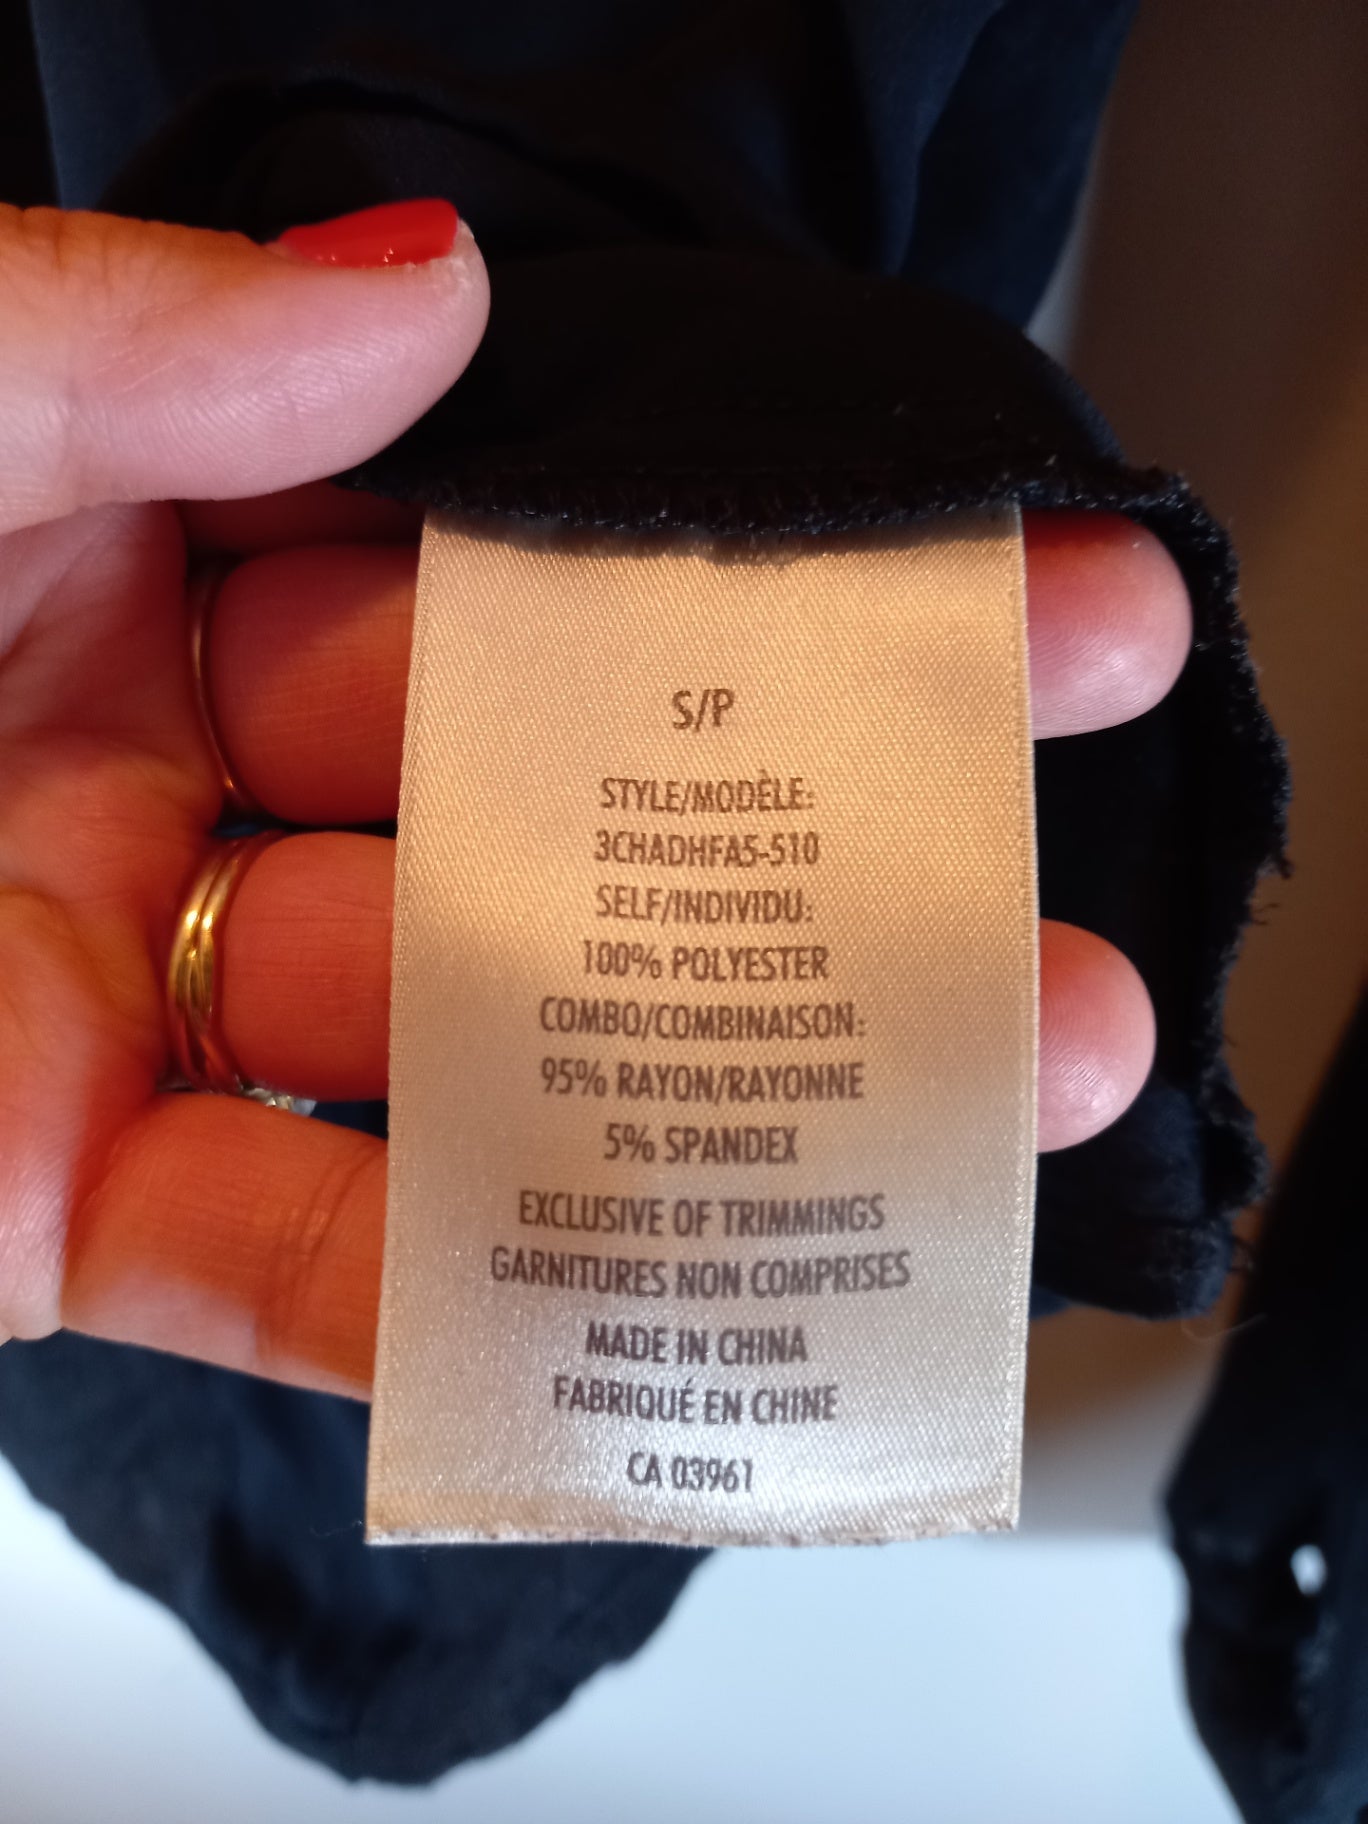 S/P
STYLE/MODÈLE:
3CHADHFA5-510
SELF/INDIVIDU:
100% POLYESTER
COMBO/COMBINAISON:
95% RAYON/RAYONNE
5% SPANDEX
EXCLUSIVE OF TRIMMINGS
GARNITURES NON COMPRISES
MADE IN CHINA
FABRIQUÉ EN CHINE
CA 03961